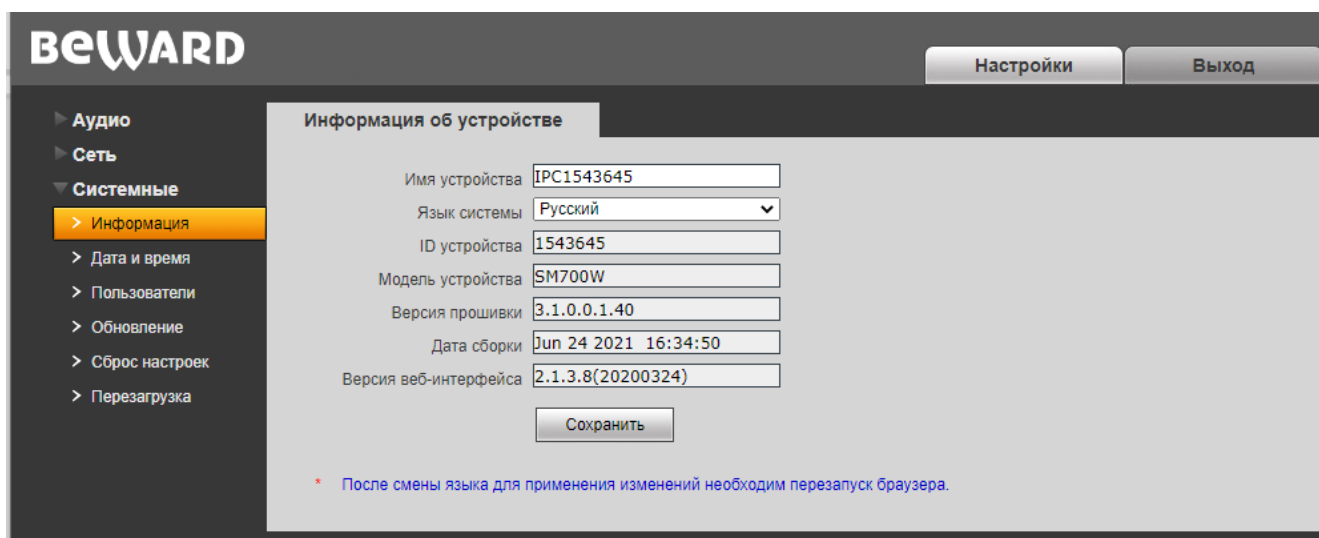 BEWARD
Настройки
Выход
Аудио
Сеть
Системные
Информация
Дата и время
Пользователи
Обновление
Сброс настроек
Перезагрузка
Информация об устройстве
Имя устройства IPC1543645
Язык системы Русский
ID устройства 1543645
Модель устройства SM700W
Версия прошивки 3.1.0.0.1.40
Дата сборки Jun 24 2021 16:34:50
Версия веб-интерфейса 2.1.3.8(20200324)
Сохранить
* После смены языка для применения изменений необходим перезапуск браузера.